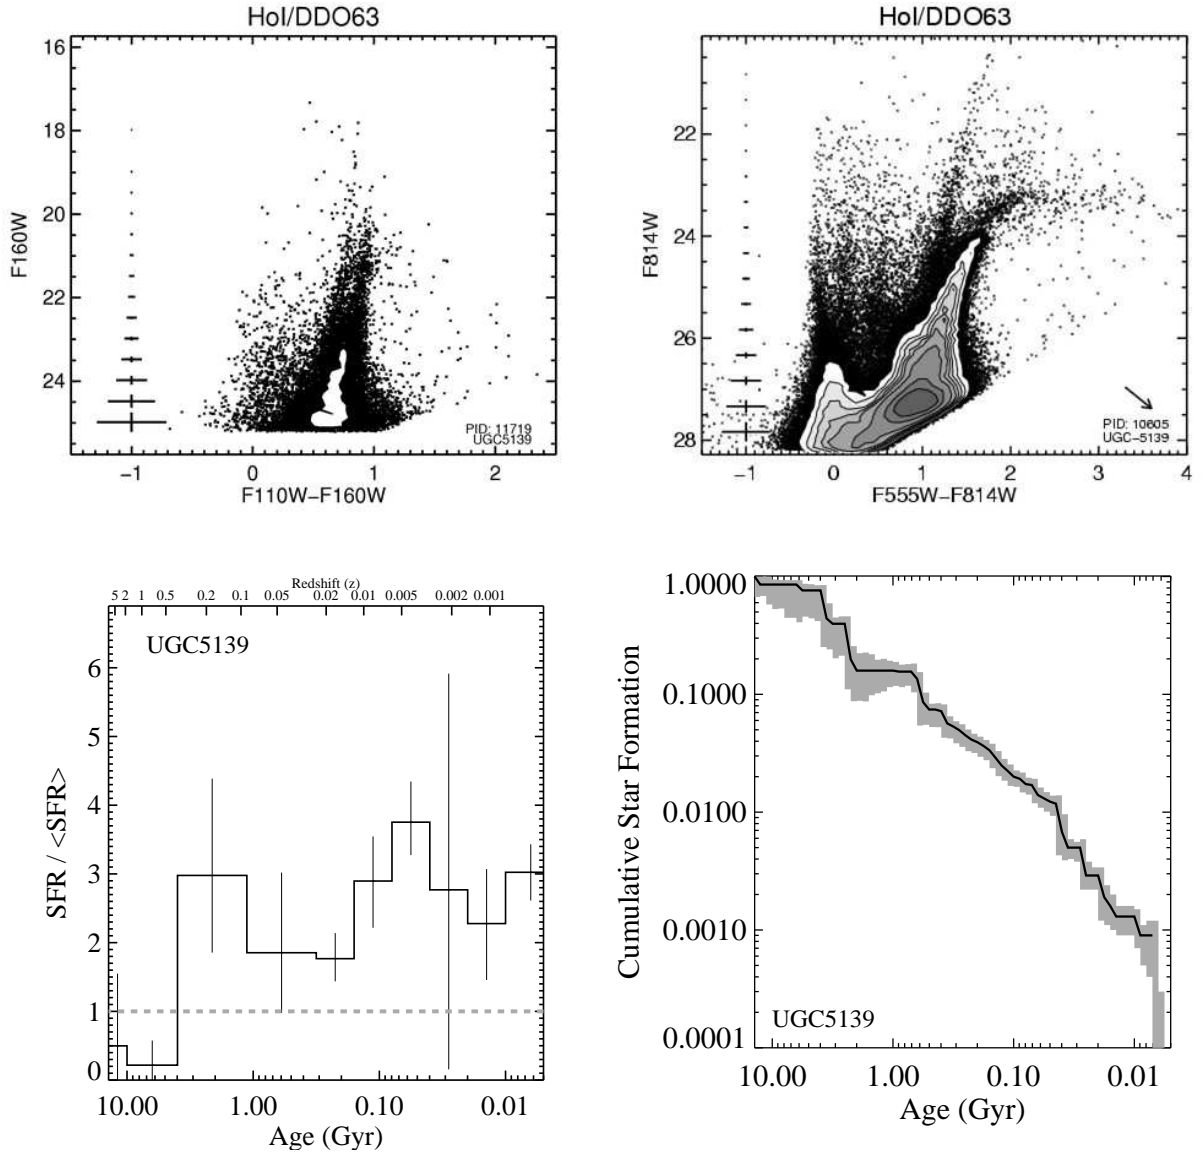 HoI/DDO63
16
18
20
22
24
F160W
PID: 11719
UGC5139
−1 0 1 2
F110W−F160W
HoI/DDO63
22
24
26
28
F814W
PID: 10605
UGC-5139
−1 0 1 2 3 4
F555W−F814W
Redshift (z)
5 2 1 0.5 0.2 0.1 0.05 0.02 0.01 0.005 0.002 0.001
UGC5139
6
5
4
3
2
1
0
SFR / <SFR>
10.00 1.00 0.10 0.01
Age (Gyr)
1.0000
0.1000
0.0100
0.0010
0.0001
Cumulative Star Formation
UGC5139
10.00 1.00 0.10 0.01
Age (Gyr)